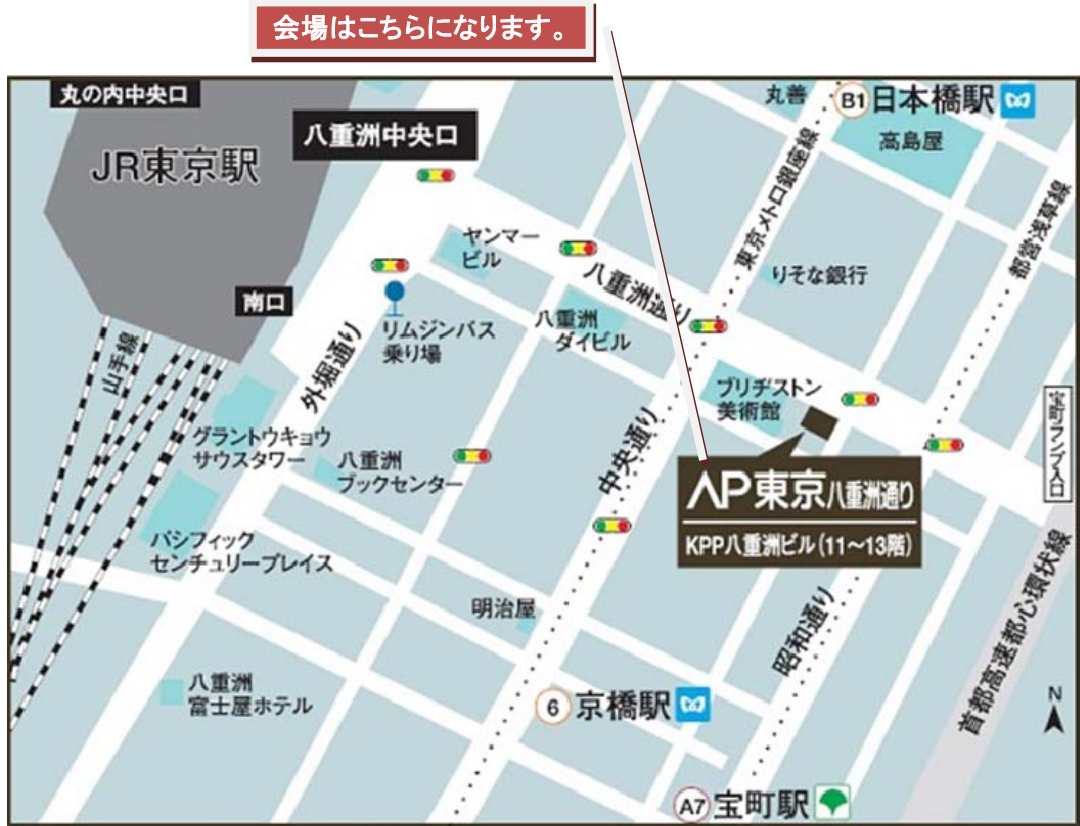 会場はこちらになります。
丸の内中央口
JR東京駅
八重洲中央口
丸善
B1 日本橋駅
高島屋
東京メトロ銀座線
都営浅草線
ヤンマー
ビル
八重洲通り
りそな銀行
南口
リムジンバス
乗り場
八重洲
ダイビル
山手線
外堀通り
ブリヂストン
美術館
宝町ランプ入口
グラントウキョウ
サウスタワー
八重洲
ブックセンター
中央通り
AP東京八重洲通り
KPP八重洲ビル(11～13階)
パシフィック
センチュリープレイス
明治屋
昭和通り
首都高速都心環状線
八重洲
富士屋ホテル
6 京橋駅
N
A7 宝町駅